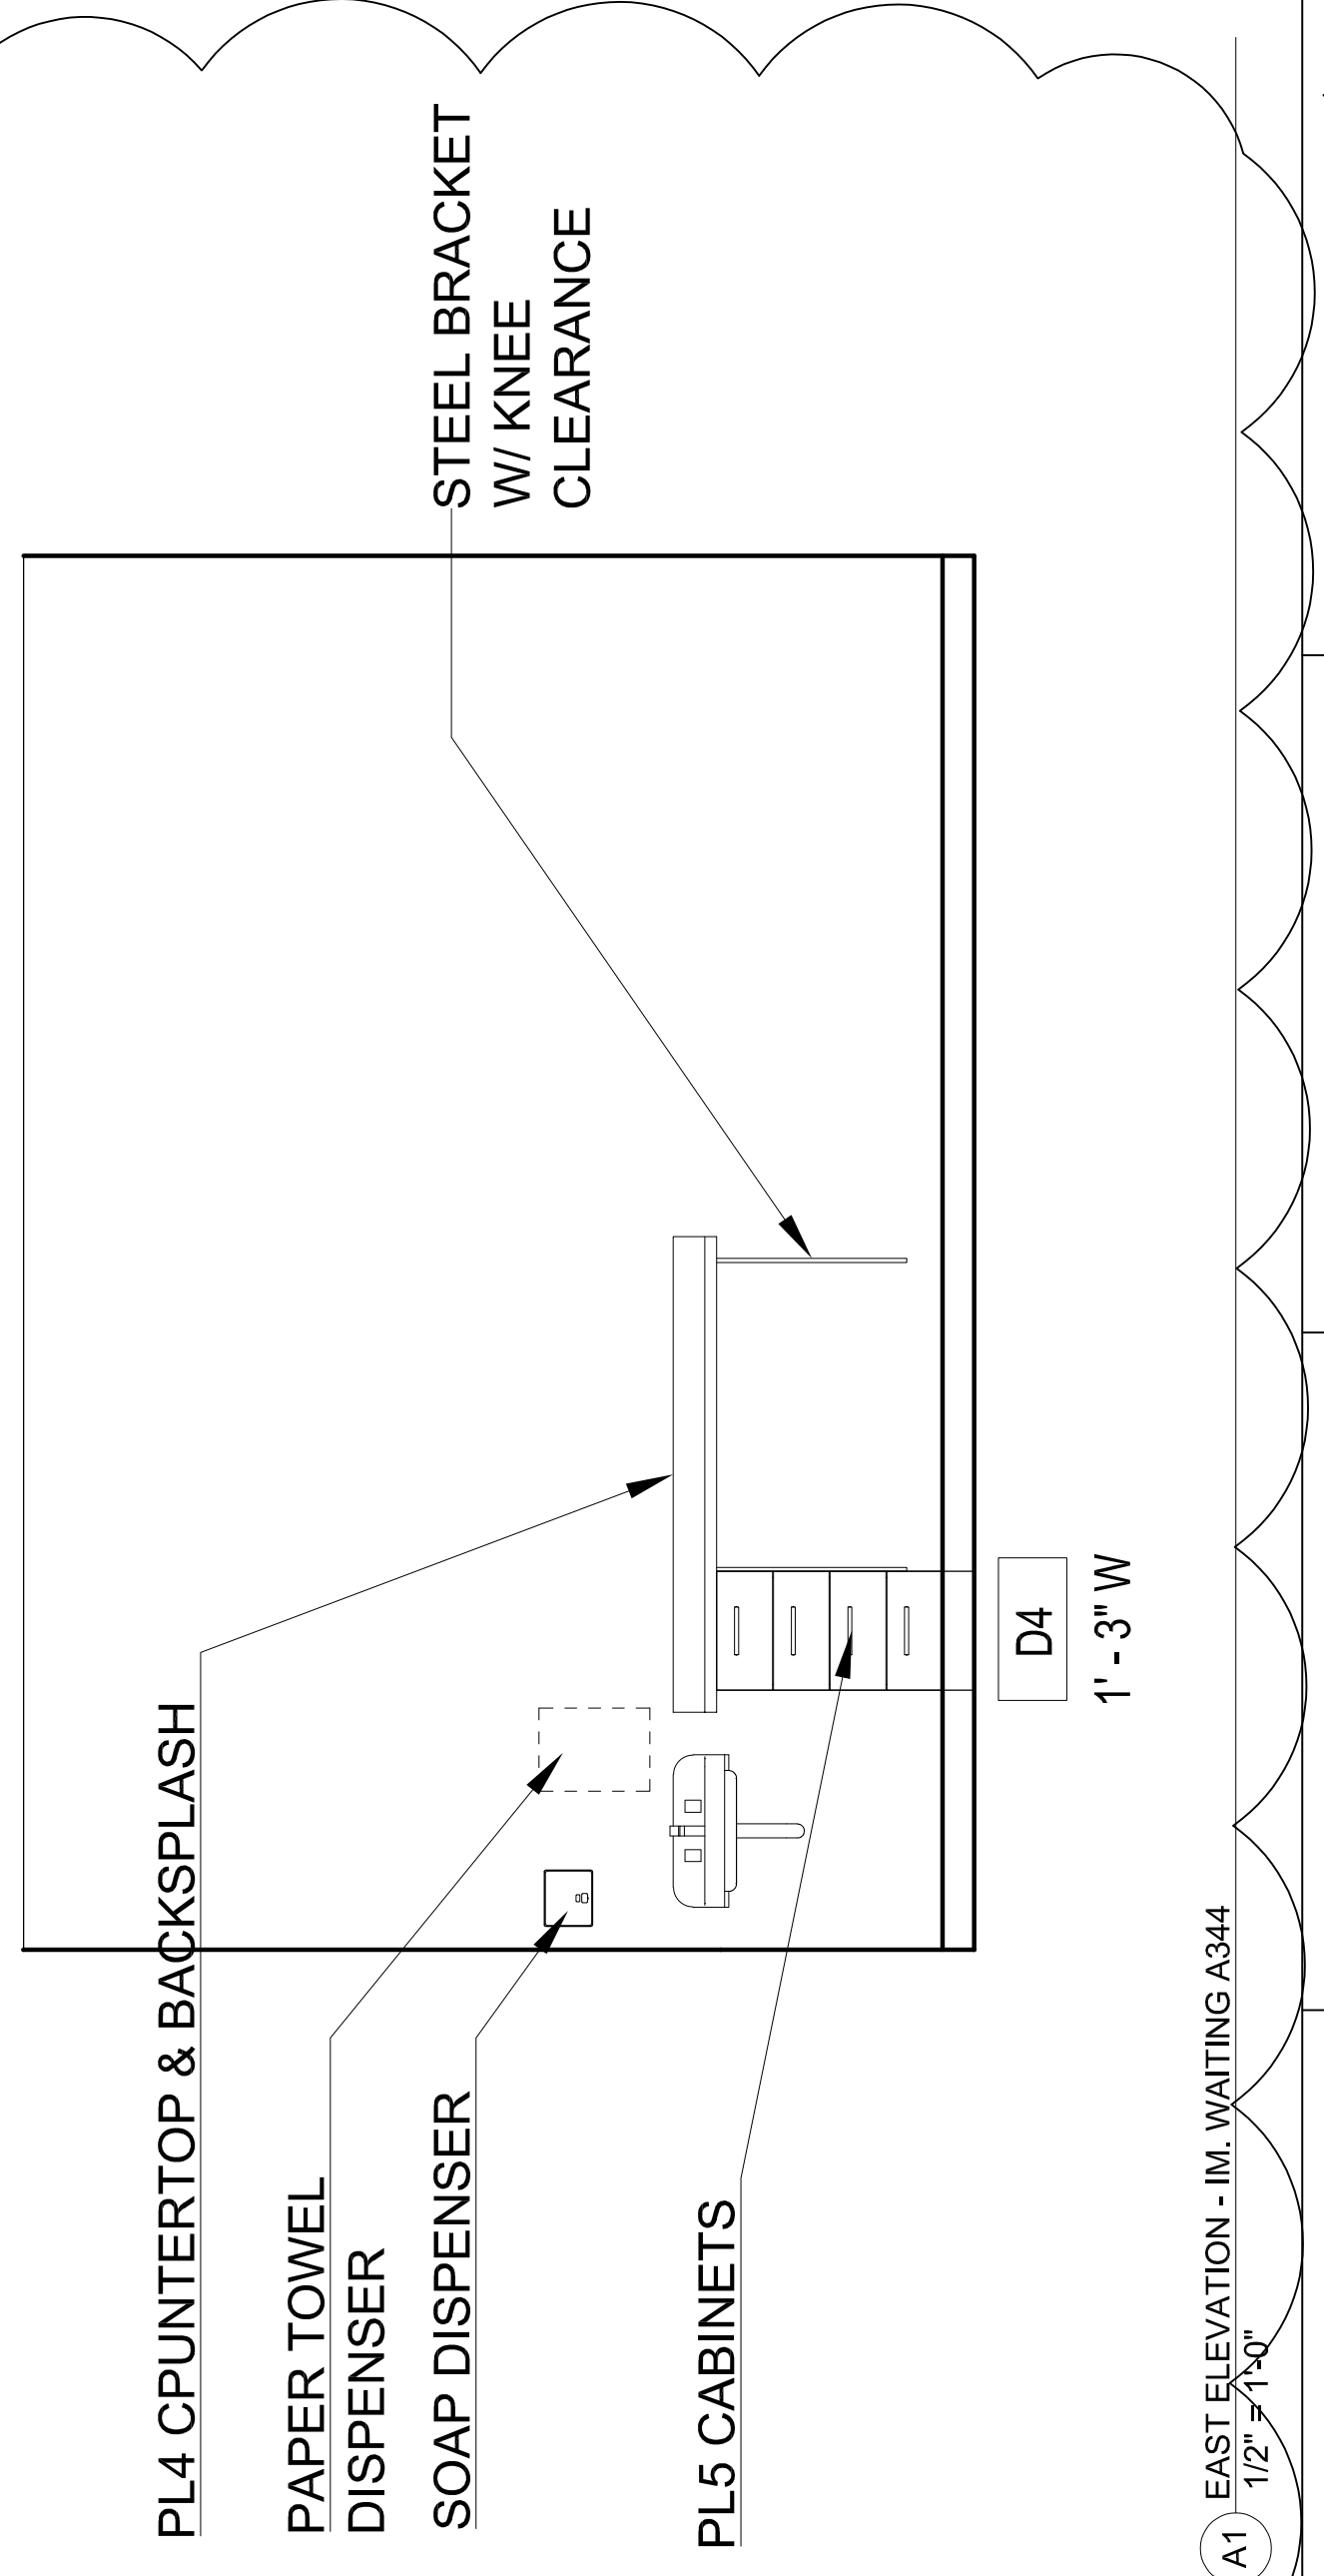 PL4 CPUNTERTOP & BACKSPLASH
PAPER TOWEL
DISPENSER
SOAP DISPENSER
PL5 CABINETS
STEEL BRACKET
W/ KNEE
CLEARANCE
D4
1' - 3" W
A1
EAST ELEVATION - IM. WAITING A344
1/2" = 1'-0"